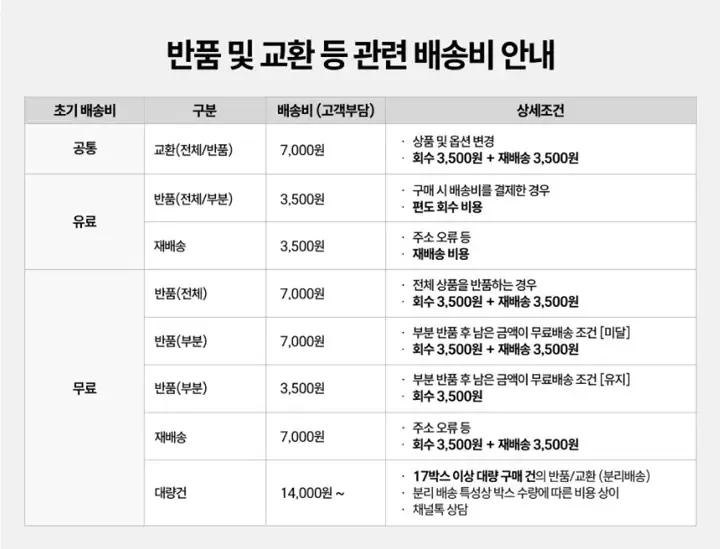 반품 및 교환 등 관련 배송비 안내
초기 배송비 구분 배송비 (고객부담) 상세조건
공통 교환(전체/반품) 7,000원
· 상품 및 옵션 변경
· 회수 3,500원 + 재배송 3,500원
유료
반품(전체/부분) 3,500원
· 구매 시 배송비를 결제한 경우
· 편도 회수 비용
재배송 3,500원
· 주소 오류 등
· 재배송 비용
무료
반품(전체) 7,000원
· 전체 상품을 반품하는 경우
· 회수 3,500원 + 재배송 3,500원
반품(부분) 7,000원
· 부분 반품 후 남은 금액이 무료배송 조건 [미달]
· 회수 3,500원 + 재배송 3,500원
반품(부분) 3,500원
· 부분 반품 후 남은 금액이 무료배송 조건 [유지]
· 회수 3,500원
재배송 7,000원
· 주소 오류 등
· 회수 3,500원 + 재배송 3,500원
대량건 14,000원 ~
· 17박스 이상 대량 구매 건의 반품/교환 (분리배송)
· 분리 배송 특성상 박스 수량에 따른 비용 상이
· 채널톡 상담